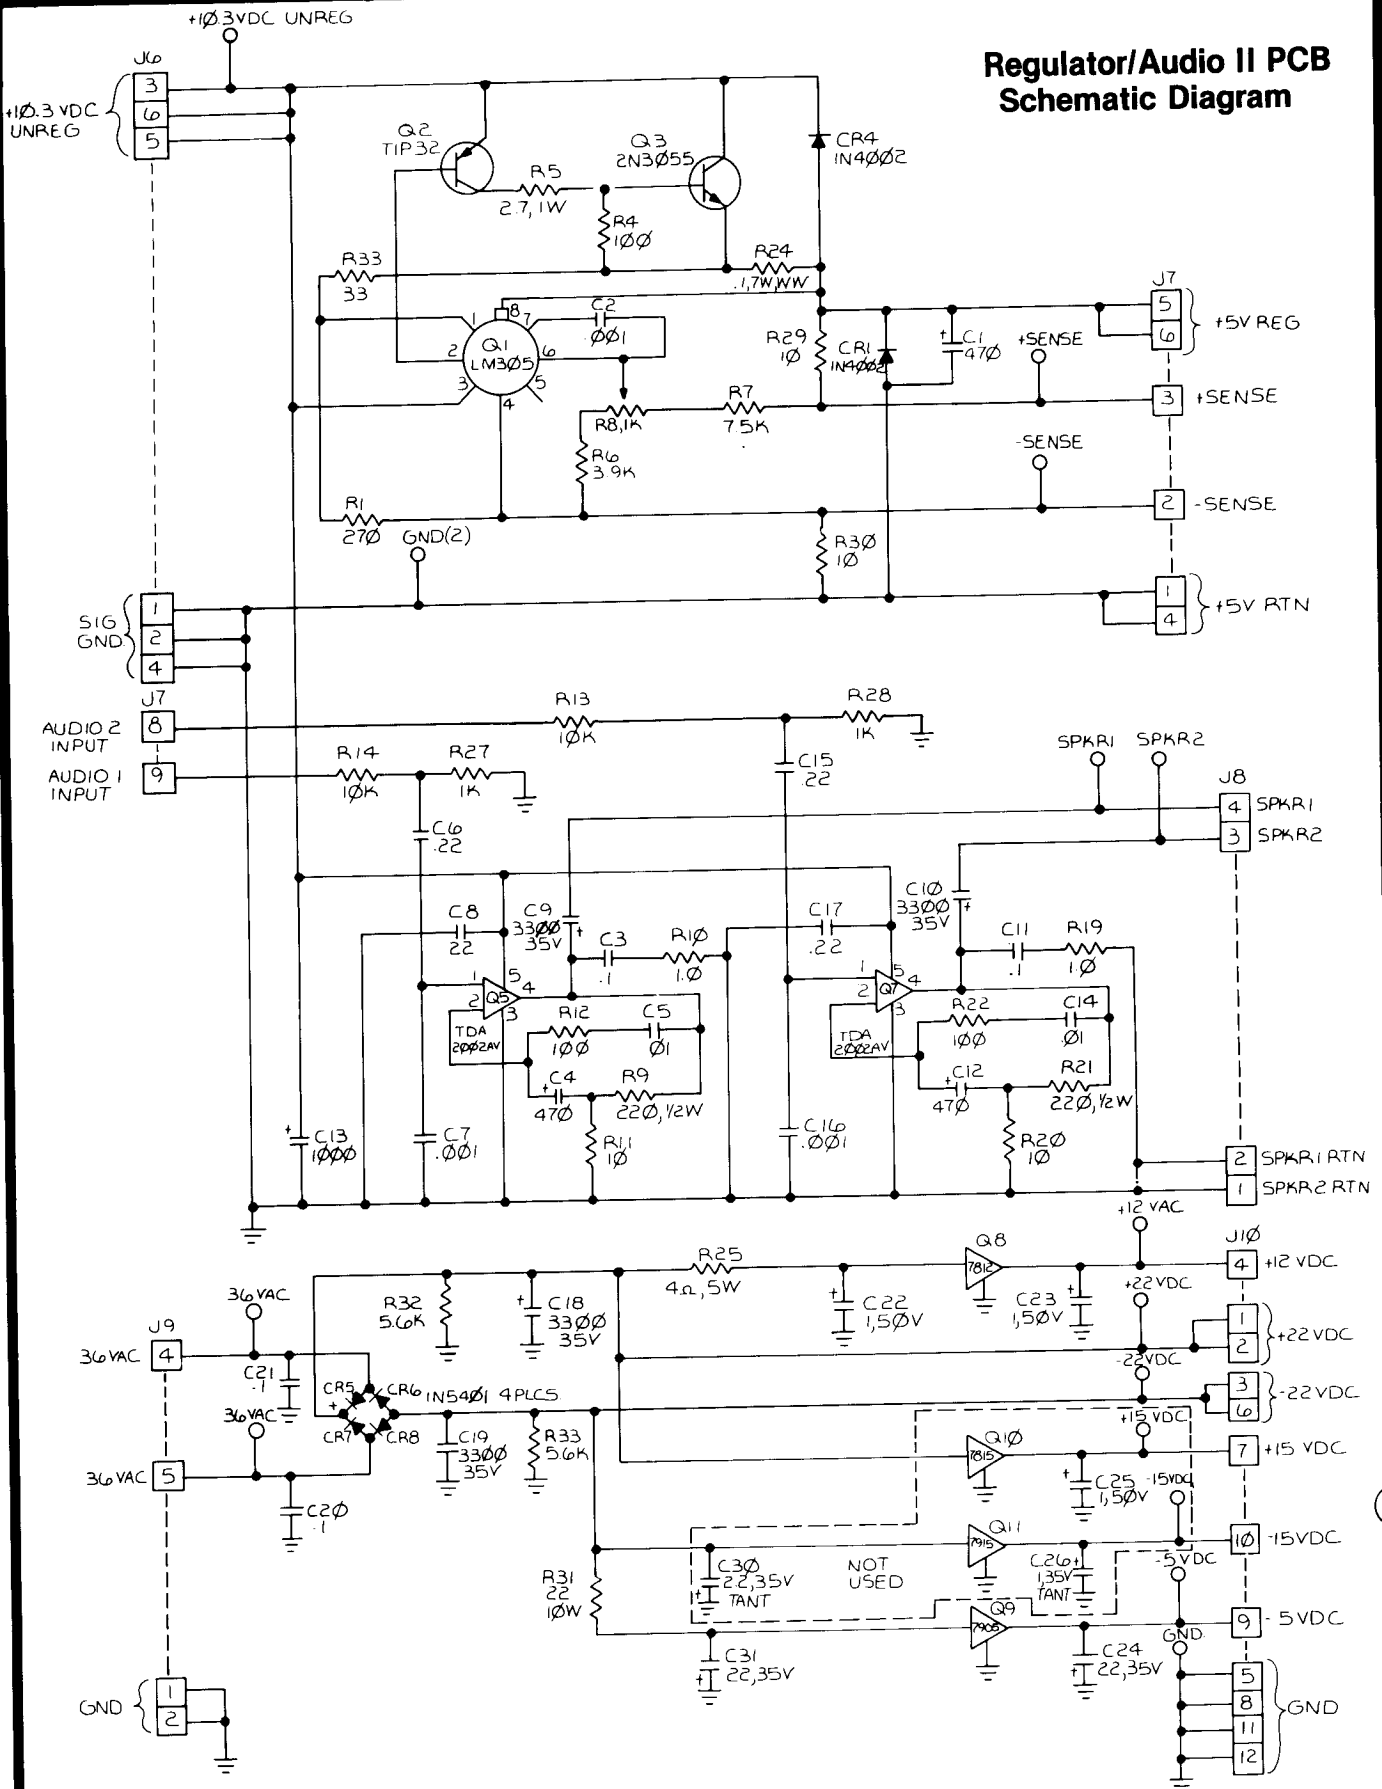 +1Ø.3VDC UNREG
Regulator/Audio II PCB
Schematic Diagram
J6
3
6
5
+1Ø.3 VDC
UNREG
Q2
TIP32
R5
2.7, 1W
Q3
2N3Ø55
CR4
1N4ØØ2
R4
1ØØ
R33
33
R24
.1,7W,WW
J7
5
6
+5V REG
1
8
7
C2
.ØØ1
2
Q1
LM3Ø5
6
3
5
4
R29
1Ø
CR1
1N4ØØ2
+
C1
47Ø
+SENSE
R8,1K
R7
7.5K
3
+SENSE
R6
3.9K
-SENSE
R1
27Ø
2
-SENSE
GND(2)
R3Ø
1Ø
SIG
GND
1
2
4
1
4
+5V RTN
J7
AUDIO 2
INPUT
8
R13
1ØK
R28
1K
AUDIO 1
INPUT
9
R14
1ØK
R27
1K
C15
.22
SPKR1
SPKR2
J8
4
SPKR1
3
SPKR2
C6
.22
C8
22
C9
33ØØ
35V
+
C3
.1
R1Ø
1.Ø
C17
.22
C1Ø
33ØØ
35V
+
C11
.1
R19
1.Ø
1
2
Q5
5
4
3
TDA
2ØØ2AV
R12
1ØØ
C5
Ø1
+
C4
47Ø
R9
22Ø,1/2W
R11
1Ø
1
2
Q7
5
4
3
TDA
2ØØ2AV
R22
1ØØ
C14
.Ø1
+
C12
47Ø
R21
22Ø,1/2W
R2Ø
1Ø
+
C13
1ØØØ
C7
.ØØ1
C16
.ØØ1
2
SPKR1 RTN
1
SPKR2 RTN
+12 VAC
J1Ø
R25
4Ω,5W
Q8
7812
4
+12 VDC
36VAC
R32
5.6K
+
C18
33ØØ
35V
+
C22
1,5ØV
C23
1,5ØV
+
+22VDC
1
2
+22VDC
J9
36VAC
4
C21
.1
CR5
CR6
1N54Ø1 4PLCS
+
CR7
CR8
-22VDC
3
6
-22VDC
36VAC
C19
33ØØ
35V
R33
5.6K
Q1Ø
7815
+15 VDC
7
+15 VDC
36VAC
5
C2Ø
.1
+
C25
1,5ØV
-15VDC
Q11
7915
1Ø
-15VDC
C3Ø
2.2,35V
TANT
+
NOT
USED
C26
1,35V
TANT
+
-5VDC
R31
22
1ØW
Q9
79Ø5
9
-5VDC
C31
22,35V
+
C24
22,35V
+
GND
GND
1
2
5
8
11
12
GND